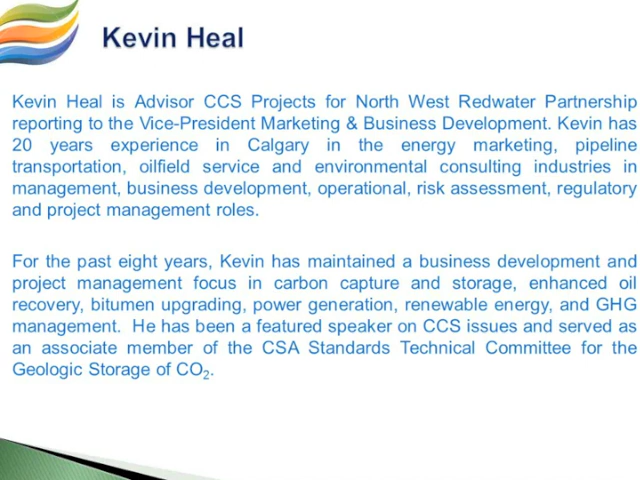 Kevin Heal
Kevin Heal is Advisor CCS Projects for North West Redwater Partnership
reporting to the Vice-President Marketing & Business Development. Kevin has
20 years experience in Calgary in the energy marketing, pipeline
transportation, oilfield service and environmental consulting industries in
management, business development, operational, risk assessment, regulatory
and project management roles.
For the past eight years, Kevin has maintained a business development and
project management focus in carbon capture and storage, enhanced oil
recovery, bitumen upgrading, power generation, renewable energy, and GHG
management. He has been a featured speaker on CCS issues and served as
an associate member of the CSA Standards Technical Committee for the
Geologic Storage of CO₂.